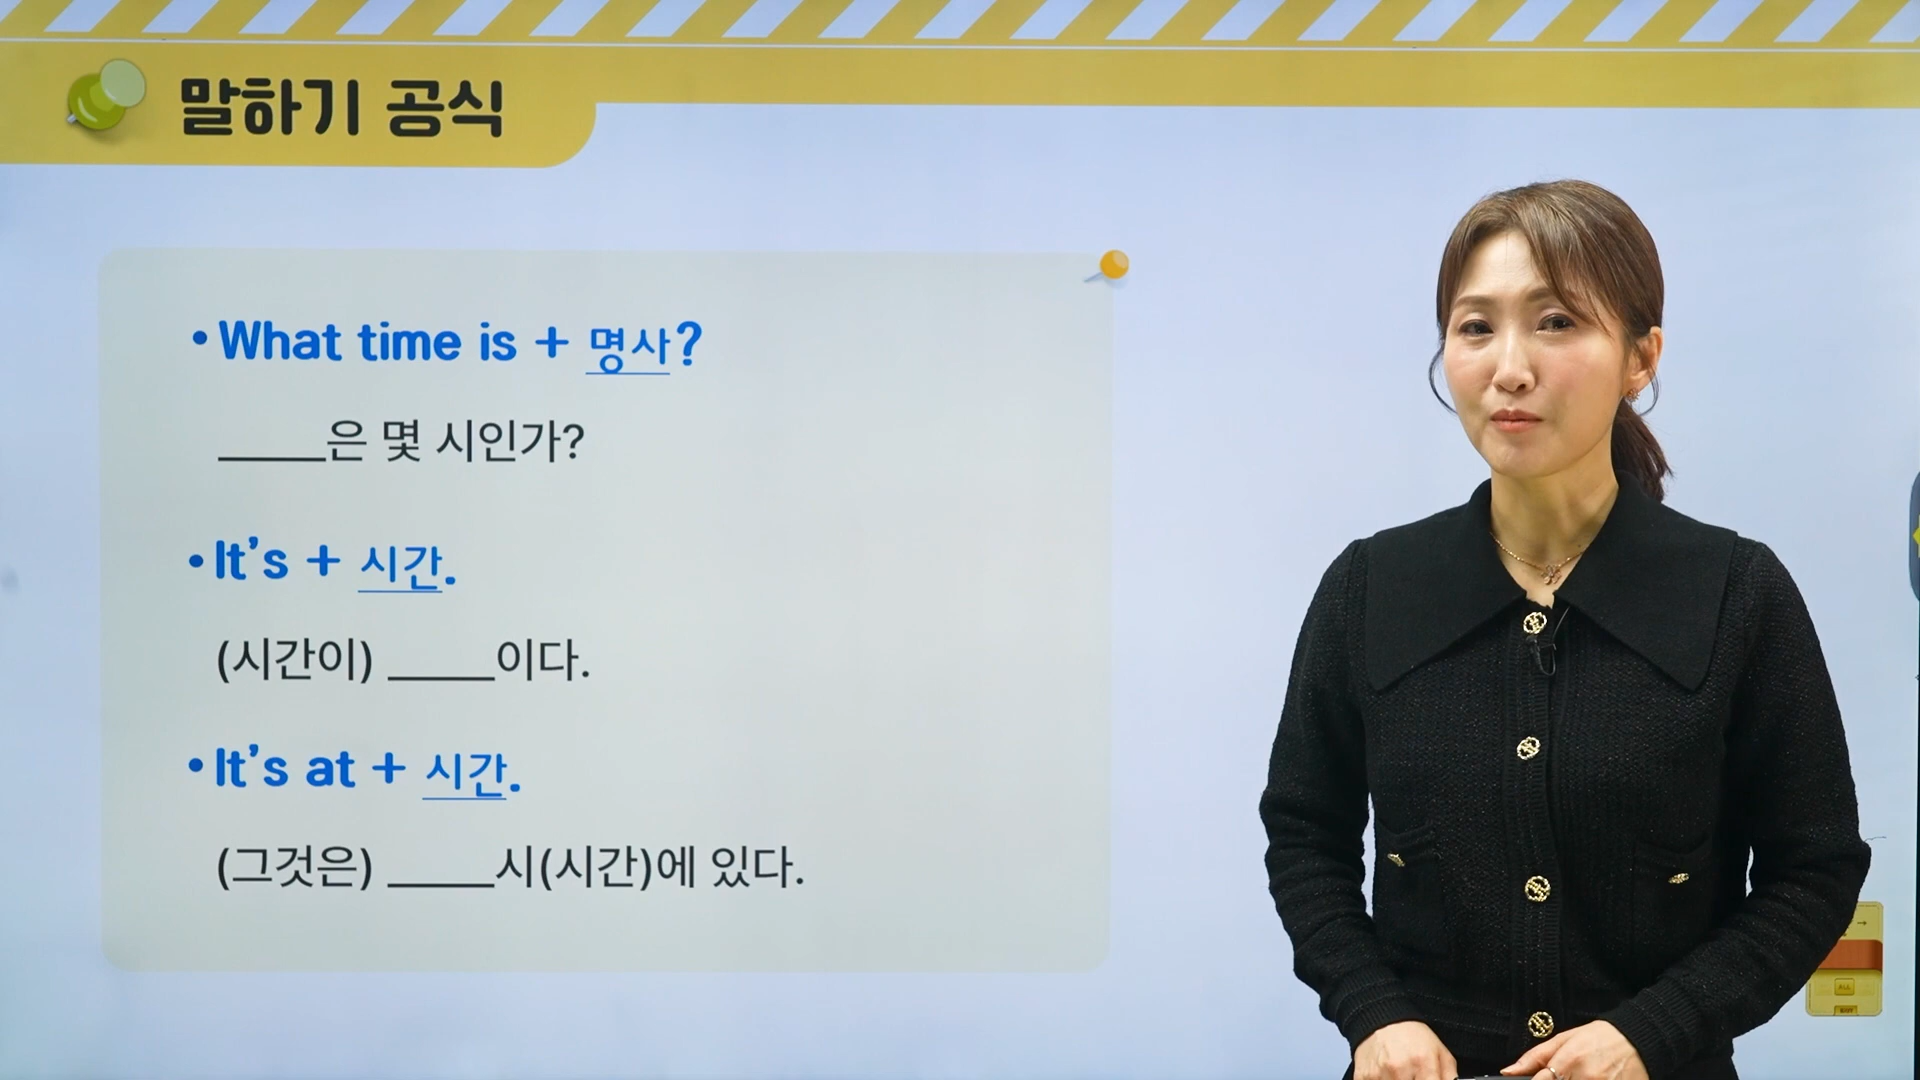 말하기 공식
•What time is + 명사?
_____은 몇 시인가?
•It's + 시간.
(시간이) _____이다.
•It's at + 시간.
(그것은) _____시(시간)에 있다.
ALL